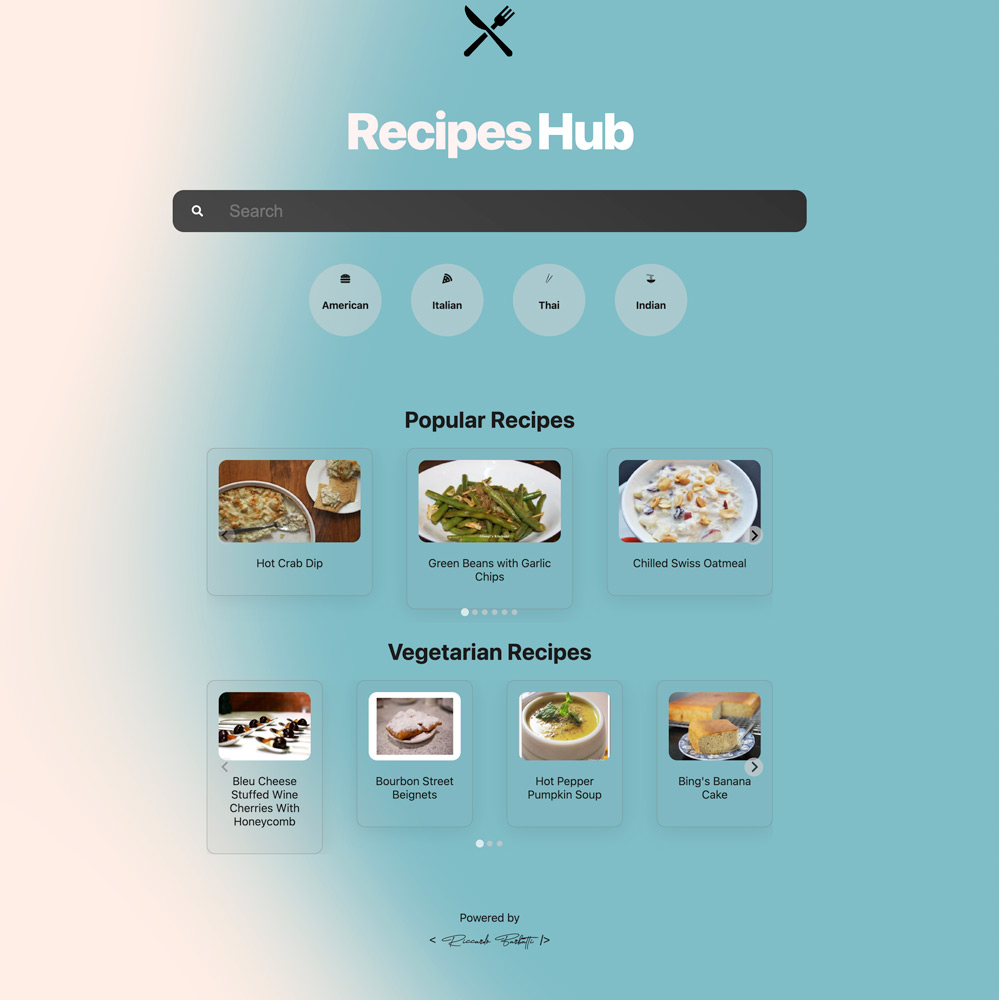 Recipes Hub
Search
American
Italian
Thai
Indian
Popular Recipes
Hot Crab Dip
Green Beans with Garlic
Chips
Chilled Swiss Oatmeal
Vegetarian Recipes
Bleu Cheese
Stuffed Wine
Cherries With
Honeycomb
Bourbon Street
Beignets
Hot Pepper
Pumpkin Soup
Bing's Banana
Cake
Powered by
< Riccardo Barbatti />